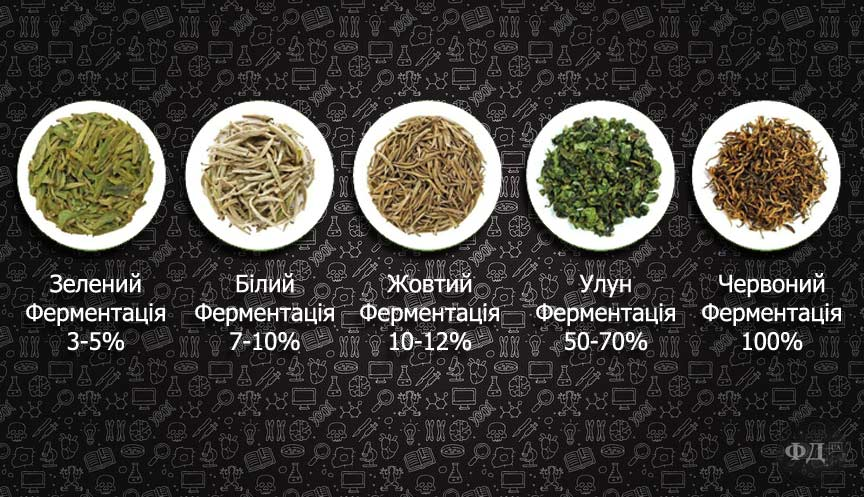 Зелений
Ферментація
3-5%
Білий
Ферментація
7-10%
Жовтий
Ферментація
10-12%
Улун
Ферментація
50-70%
Червоний
Ферментація
100%
ФД